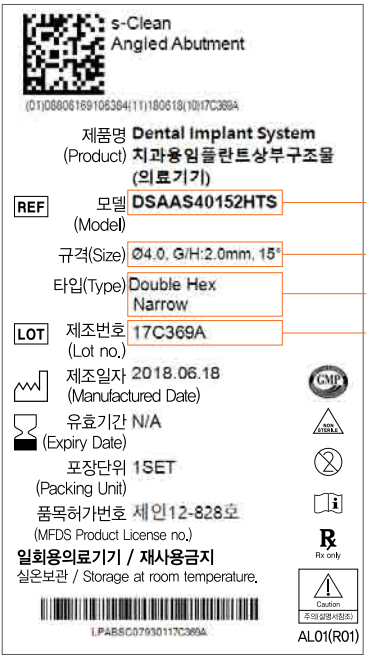 s-Clean
Angled Abutment
(01)08806169106384(11)180618(10)17C369A
제품명 Dental Implant System
(Product) 치과용임플란트상부구조물
(의료기기)
REF 모델 DSAAS40152HTS
(Model)
규격(Size) Ø4.0, G/H:2.0mm, 15°
타입(Type) Double Hex
Narrow
LOT 제조번호 17C369A
(Lot no.)
제조일자 2018.06.18
(Manufactured Date)
GMP
유효기간 N/A
(Expiry Date)
NON STERILE
포장단위 1SET
(Packing Unit)
2
품목허가번호 제인12-828호
(MFDS Product License no.)
i
일회용의료기기 / 재사용금지
Rx
Rx only
실온보관 / Storage at room temperature.
Caution
주의(설명서참조)
LPABSC07930117C369A
AL01(R01)